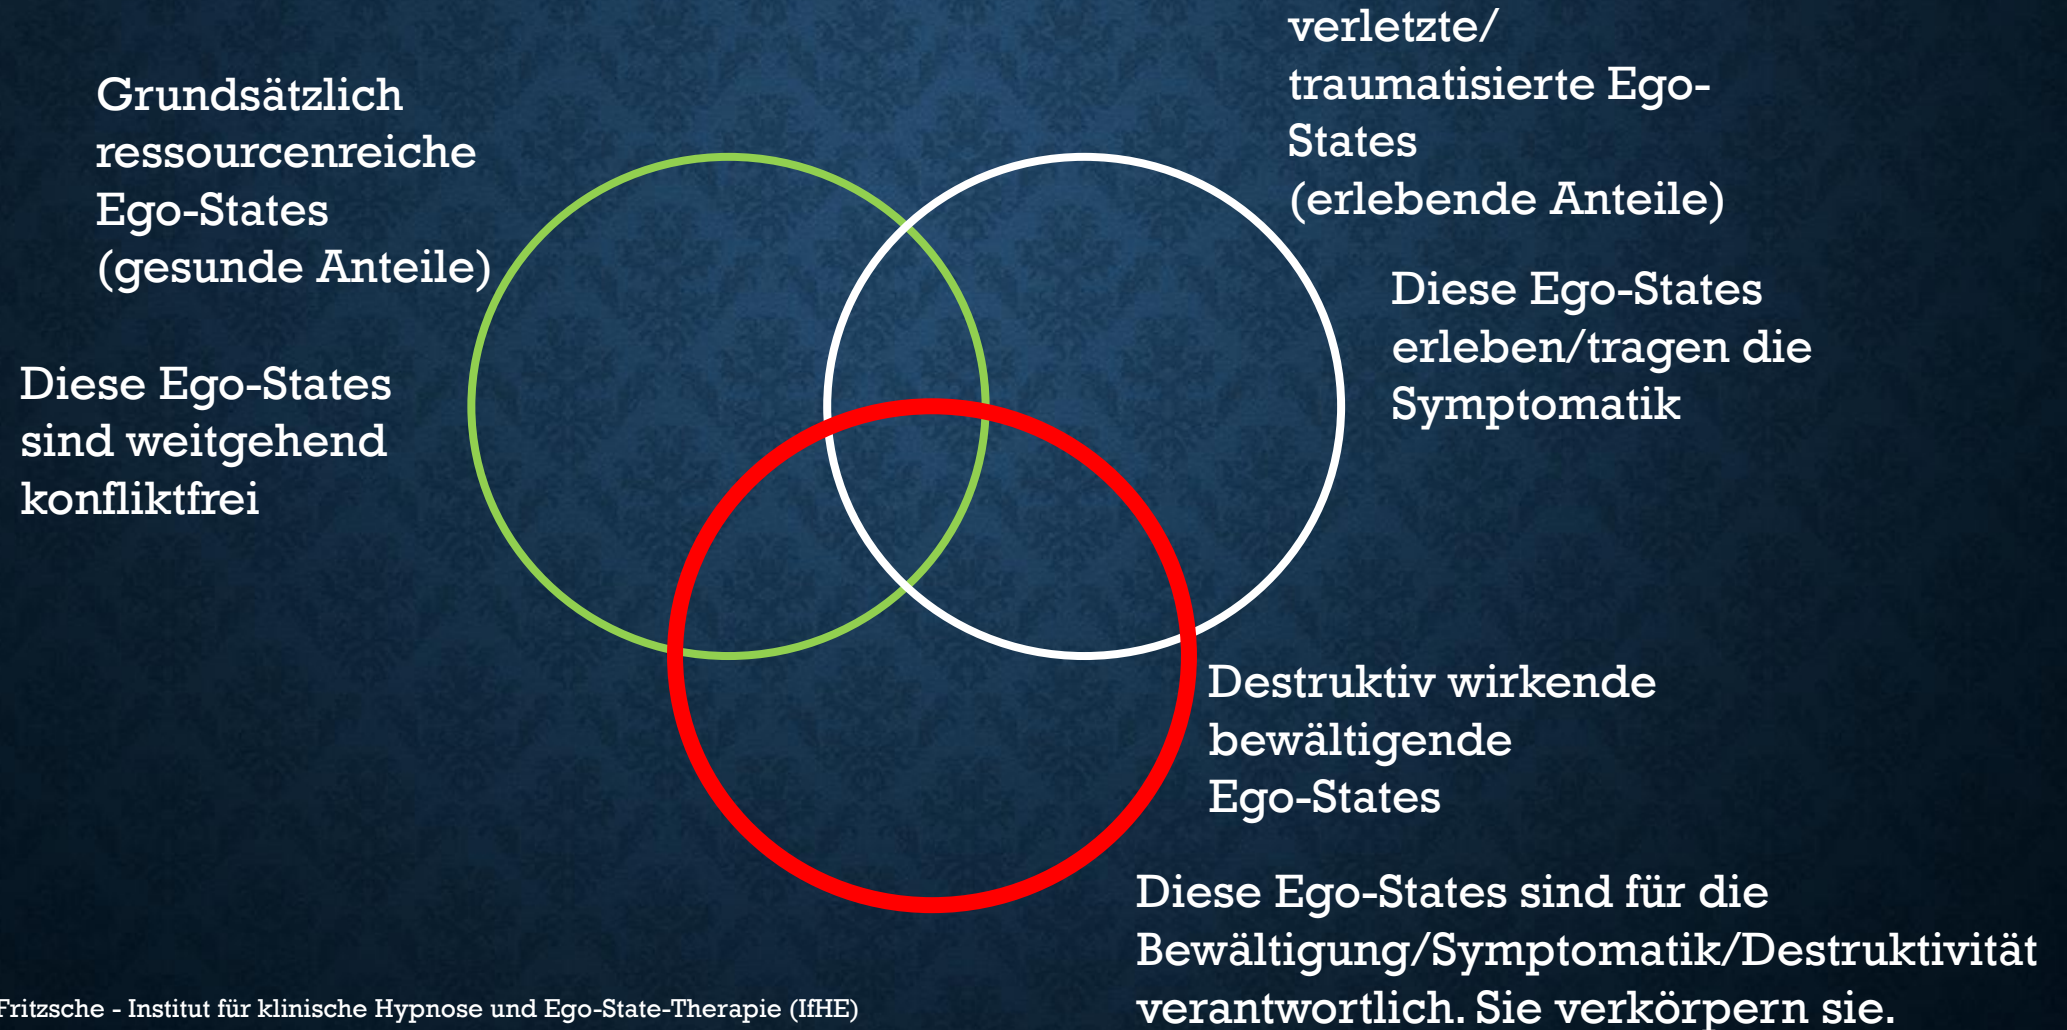 Grundsätzlich
ressourcenreiche
Ego-States
(gesunde Anteile)
Diese Ego-States
sind weitgehend
konfliktfrei
verletzte/
traumatisierte Ego-
States
(erlebende Anteile)
Diese Ego-States
erleben/tragen die
Symptomatik
Destruktiv wirkende
bewältigende
Ego-States
Diese Ego-States sind für die
Bewältigung/Symptomatik/Destruktivität
verantwortlich. Sie verkörpern sie.
Fritzsche - Institut für klinische Hypnose und Ego-State-Therapie (IfHE)